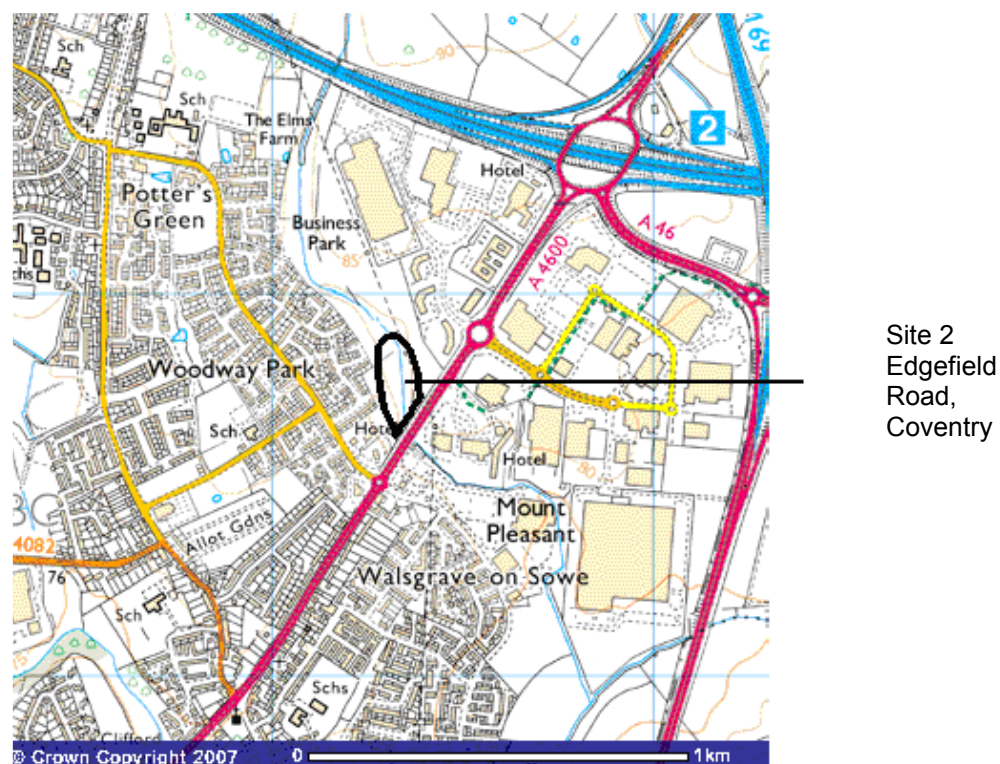 Sch
Sch
The Elms
Farm
Potter's
Green
Business
Park
85
90
Hotel
2
A 46
A 4600
Woodway Park
Sch
Hotel
Hotel
80
Mount
Pleasant
Allot Gdns
4082
76
Walsgrave on Sowe
Sch
Schs
© Crown Copyright 2007
0
1km
Site 2
Edgefield
Road,
Coventry